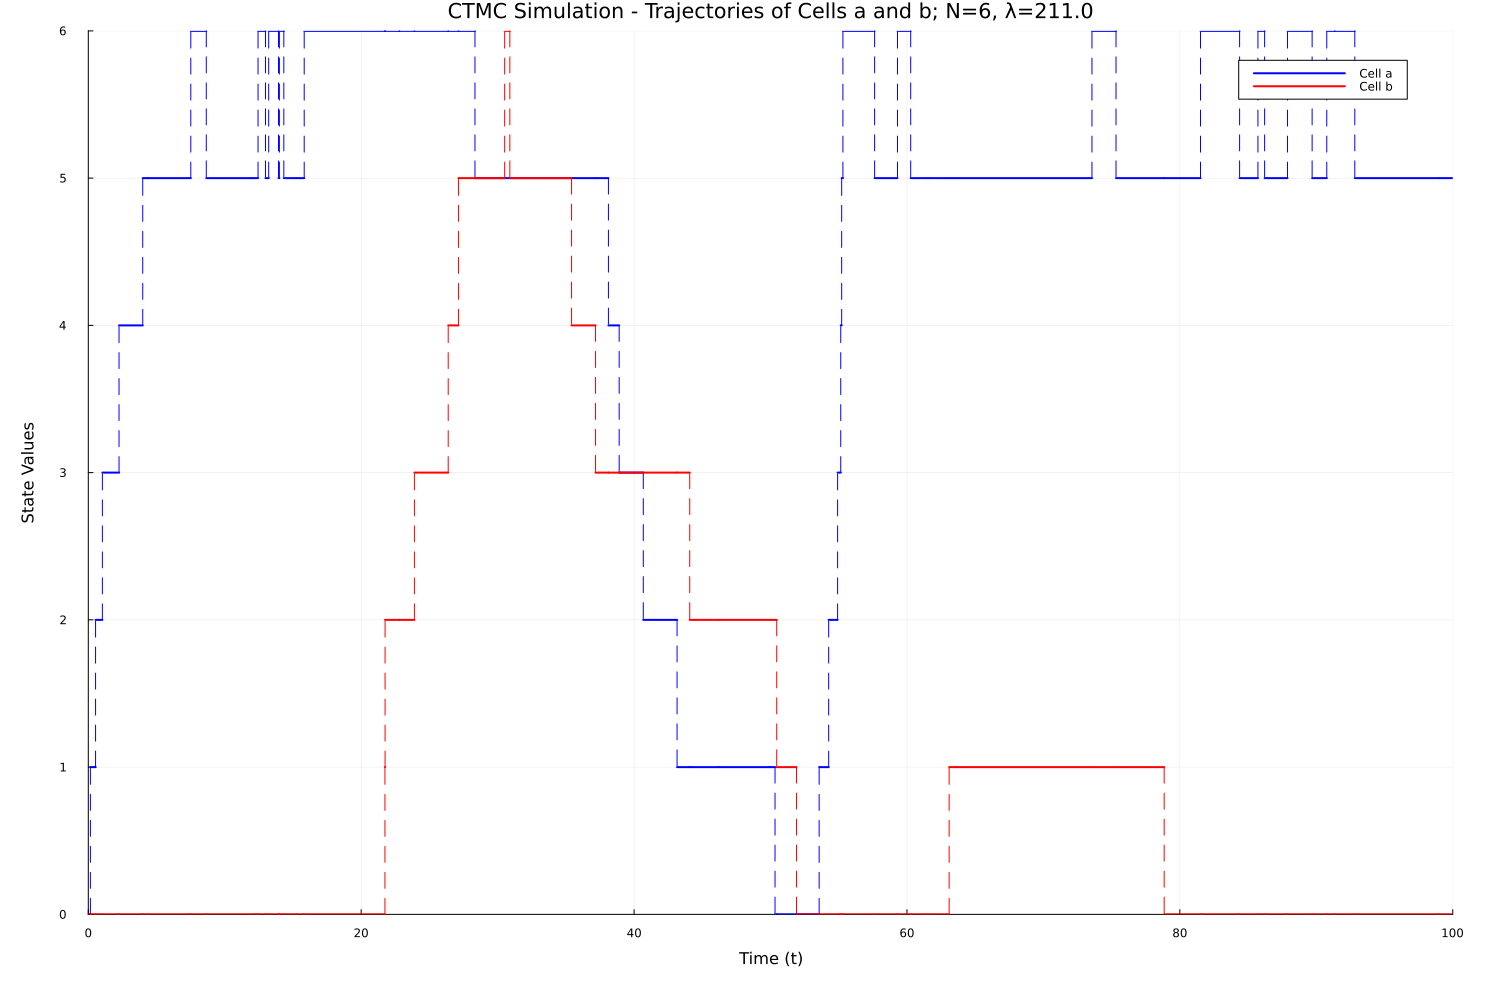 CTMC Simulation - Trajectories of Cells a and b; N=6, λ=211.0
6
Cell a
Cell b
5
4
State Values
3
2
1
0
0 20 40 60 80 100
Time (t)